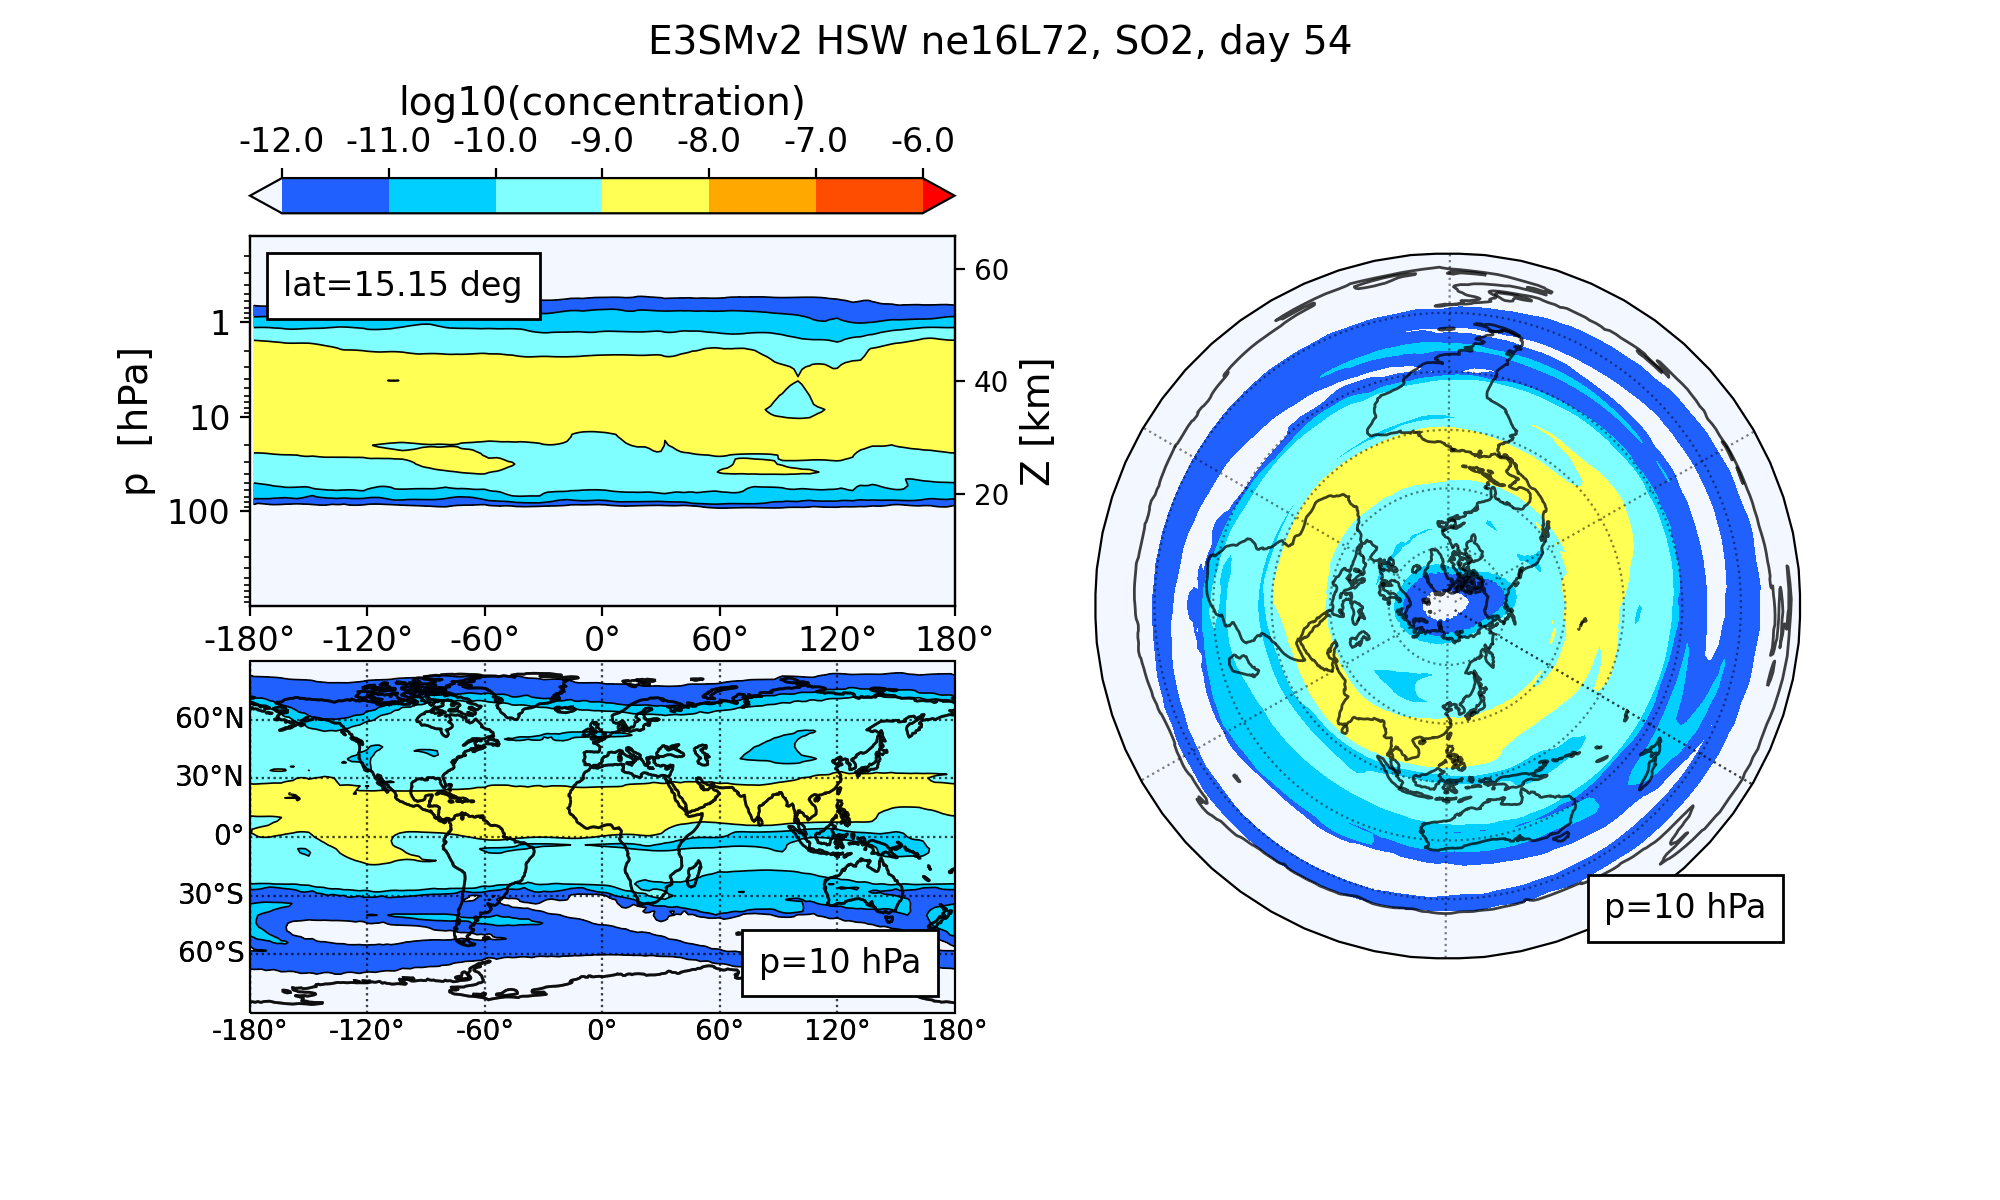 E3SMv2 HSW ne16L72, SO2, day 54
log10(concentration)
-12.0 -11.0 -10.0 -9.0 -8.0 -7.0 -6.0
lat=15.15 deg
p [hPa]
1
10
100
60
40
20
Z [km]
-180° -120° -60° 0° 60° 120° 180°
60°N
30°N
0°
30°S
60°S
p=10 hPa
-180° -120° -60° 0° 60° 120° 180°
p=10 hPa